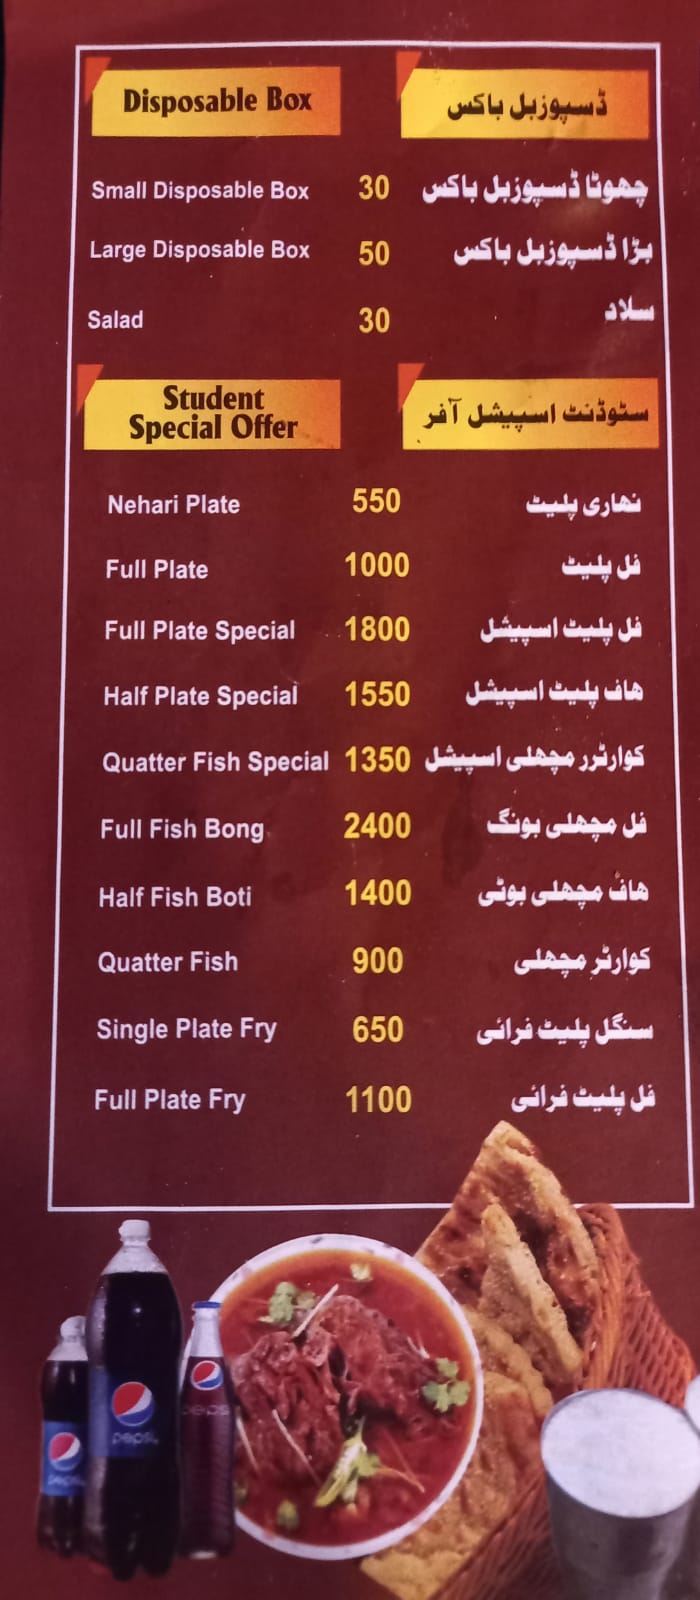 Disposable Box ڈسپوزبل باکس
Small Disposable Box 30 چھوٹا ڈسپوزبل باکس
Large Disposable Box 50 بڑا ڈسپوزبل باکس
Salad 30 سلاد
Student
Special Offer سٹوڈنٹ اسپیشل آفر
Nehari Plate 550 نہاری پلیٹ
Full Plate 1000 فل پلیٹ
Full Plate Special 1800 فل پلیٹ اسپیشل
Half Plate Special 1550 ھاف پلیٹ اسپیشل
Quatter Fish Special 1350 کوارٹرر مچھلی اسپیشل
Full Fish Bong 2400 فل مچھلی بونگ
Half Fish Boti 1400 ھاف مچھلی بوٹی
Quatter Fish 900 کوارٹر مچھلی
Single Plate Fry 650 سنگل پلیٹ فرائی
Full Plate Fry 1100 فل پلیٹ فرائی
pepsi
pepsi
pepsi